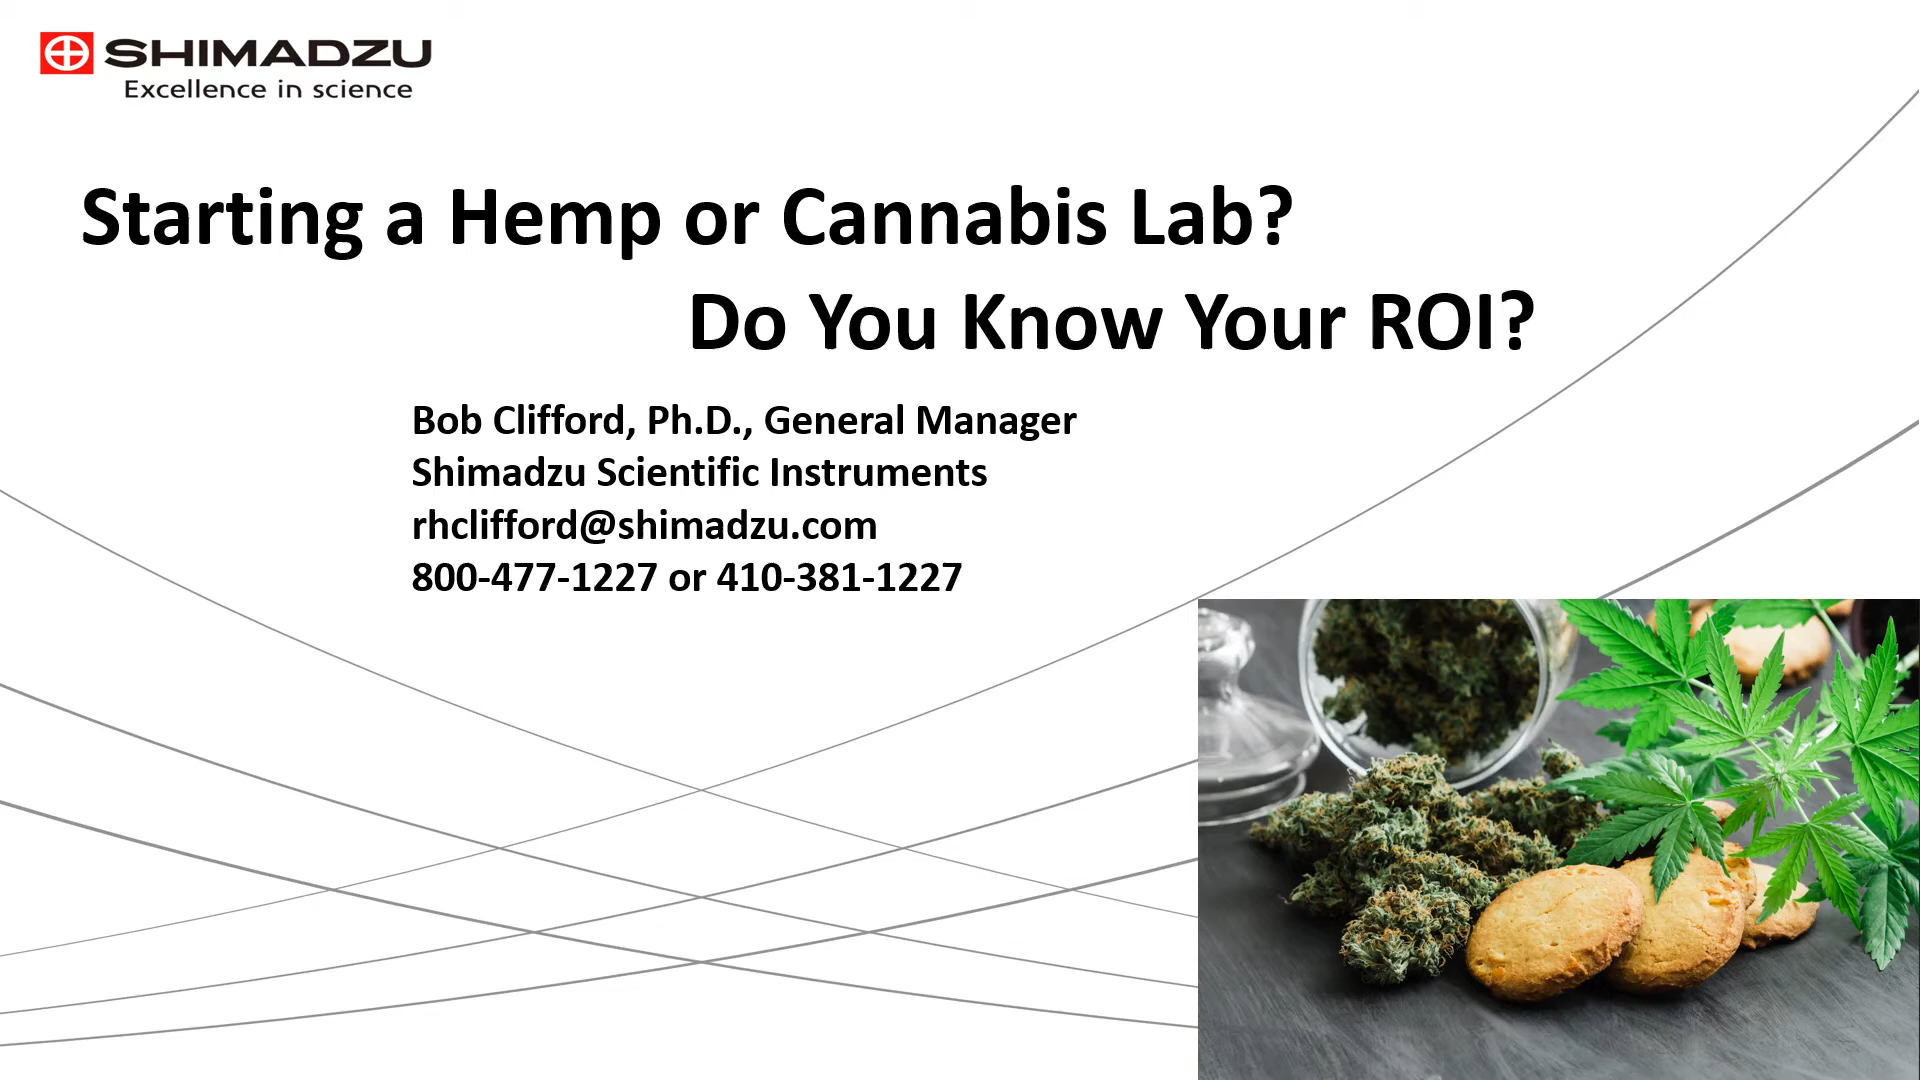 SHIMADZU
Excellence in science
Starting a Hemp or Cannabis Lab?
Do You Know Your ROI?
Bob Clifford, Ph.D., General Manager
Shimadzu Scientific Instruments
rhclifford@shimadzu.com
800-477-1227 or 410-381-1227